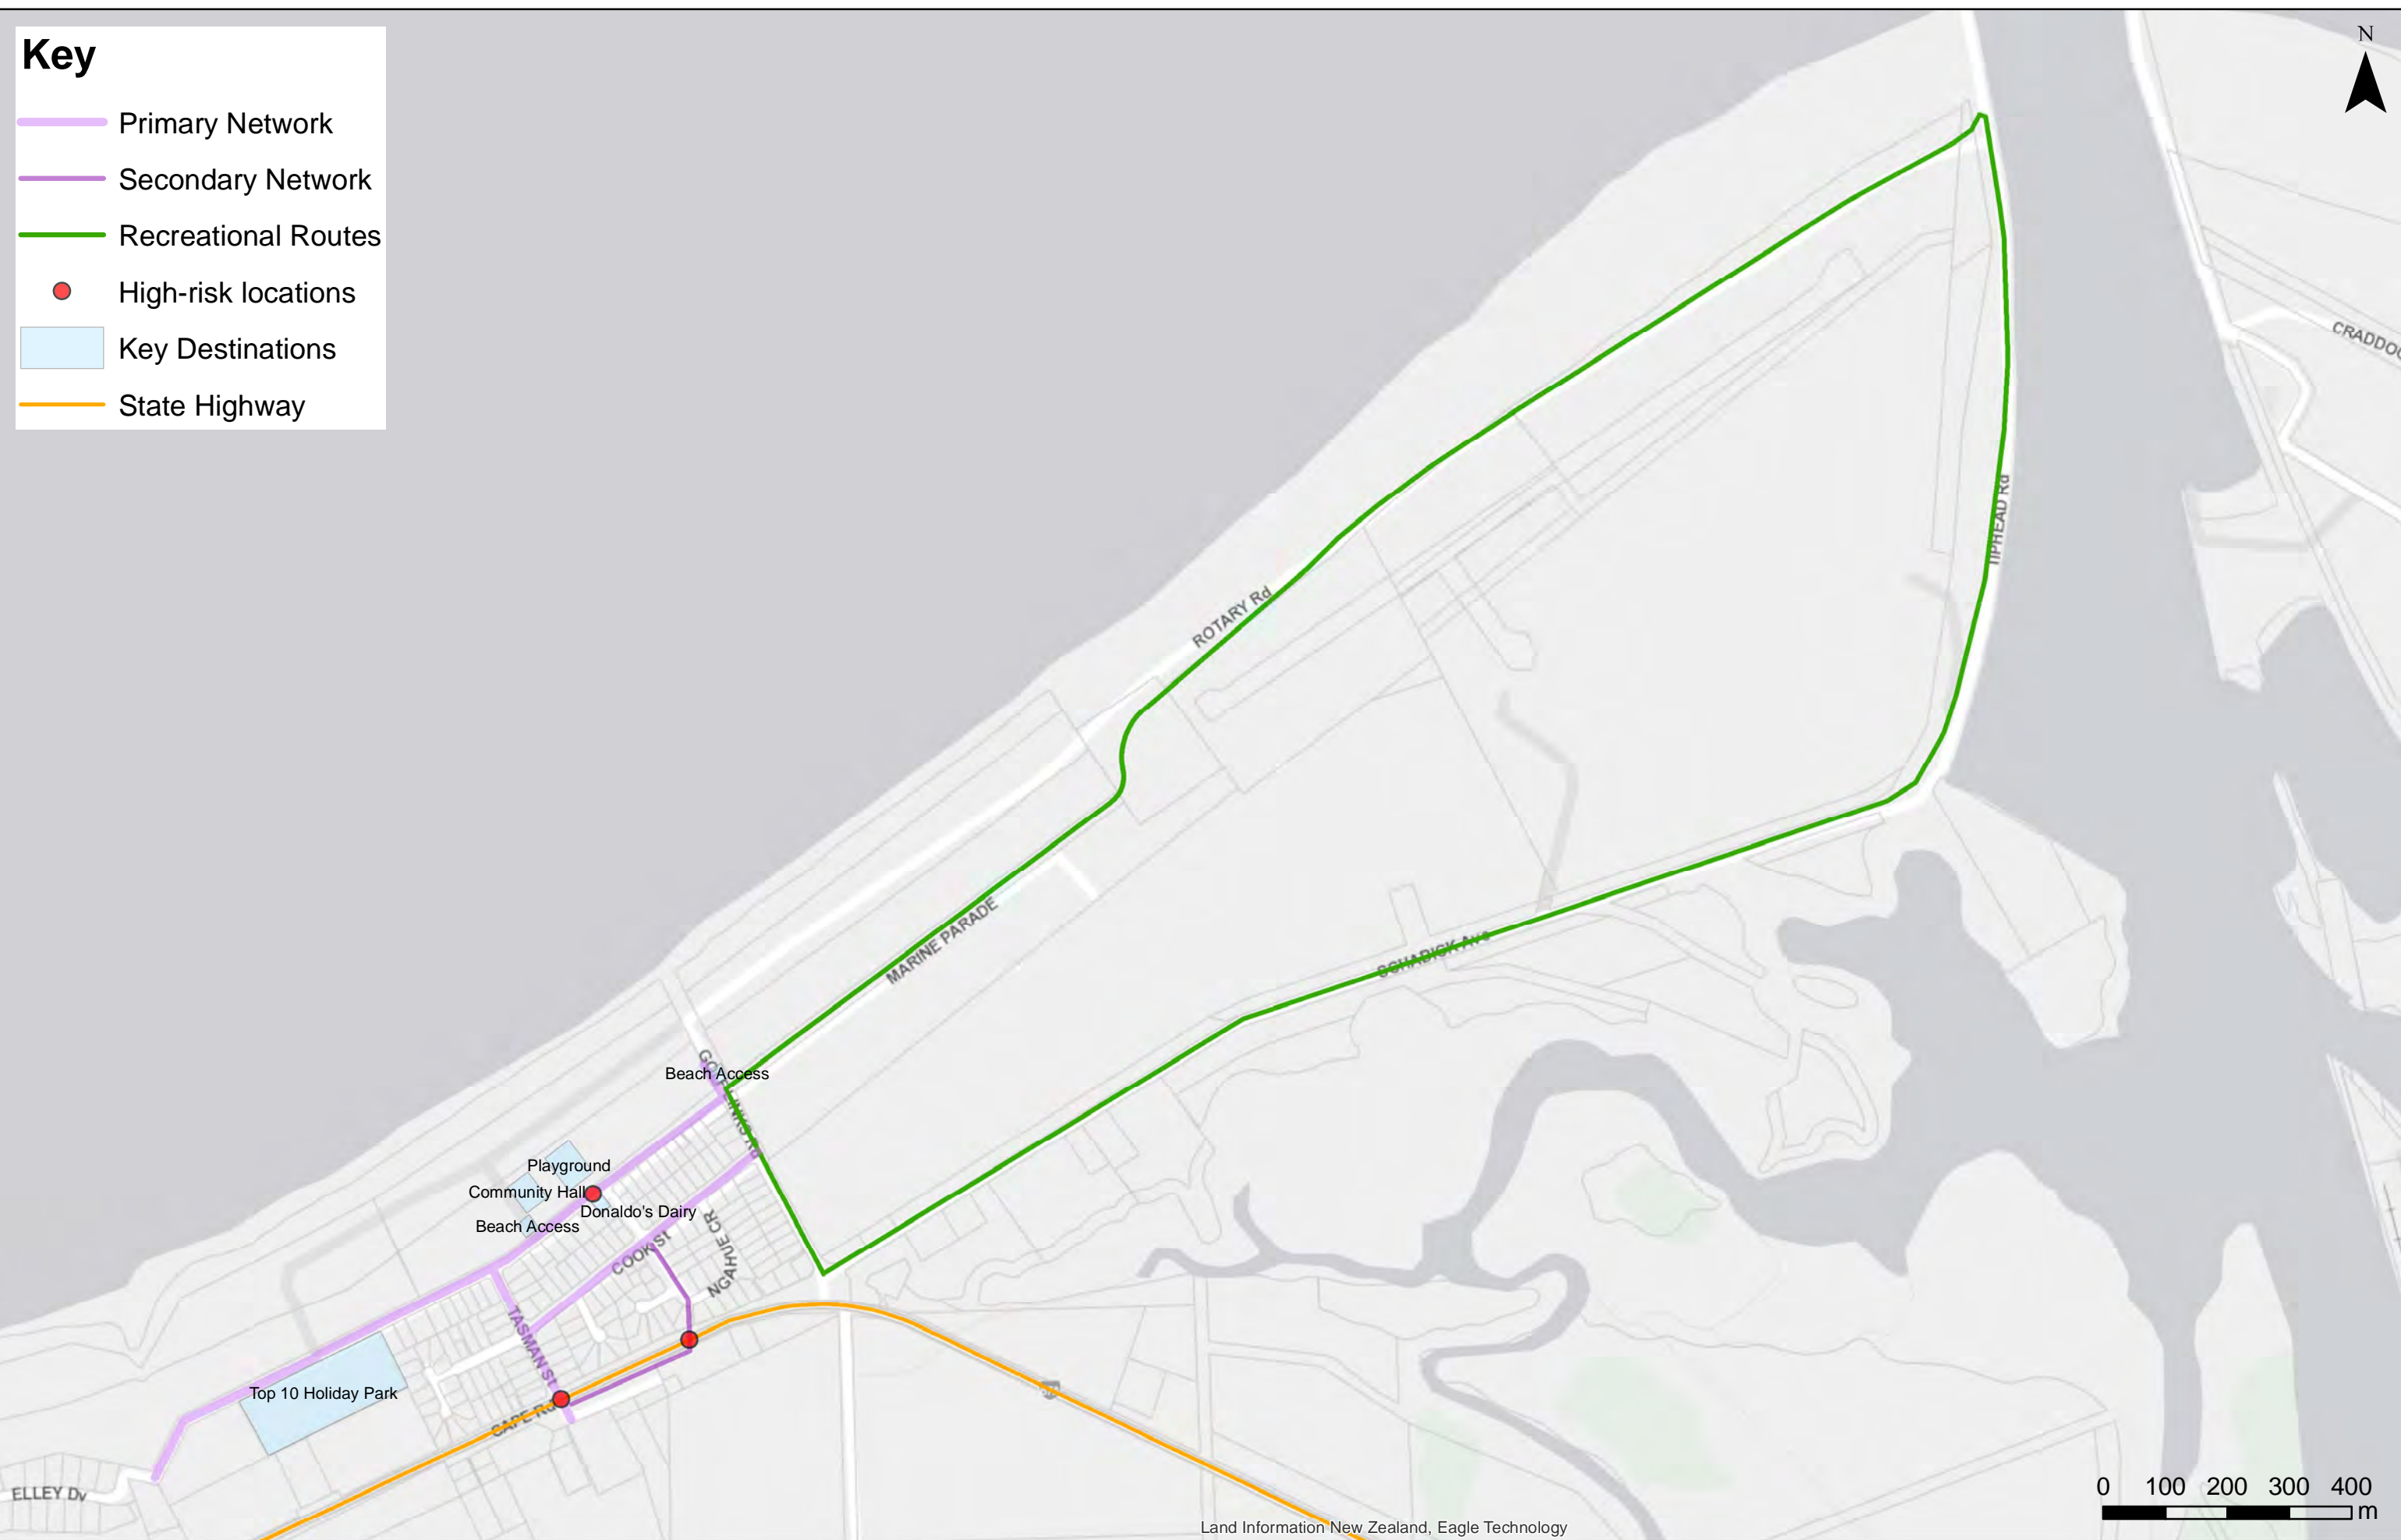 Key
Primary Network
Secondary Network
Recreational Routes
High-risk locations
Key Destinations
State Highway
N
ROTARY Rd
TIPHEAD Rd
MARINE PARADE
SCHADICK Ave
Beach Access
Playground
Community Hall
Donaldo's Dairy
Beach Access
COOK St
NGAHUE CR
TASMAN St
Top 10 Holiday Park
CAPE Rd
ELLEY Dv
0 100 200 300 400
m
Land Information New Zealand, Eagle Technology